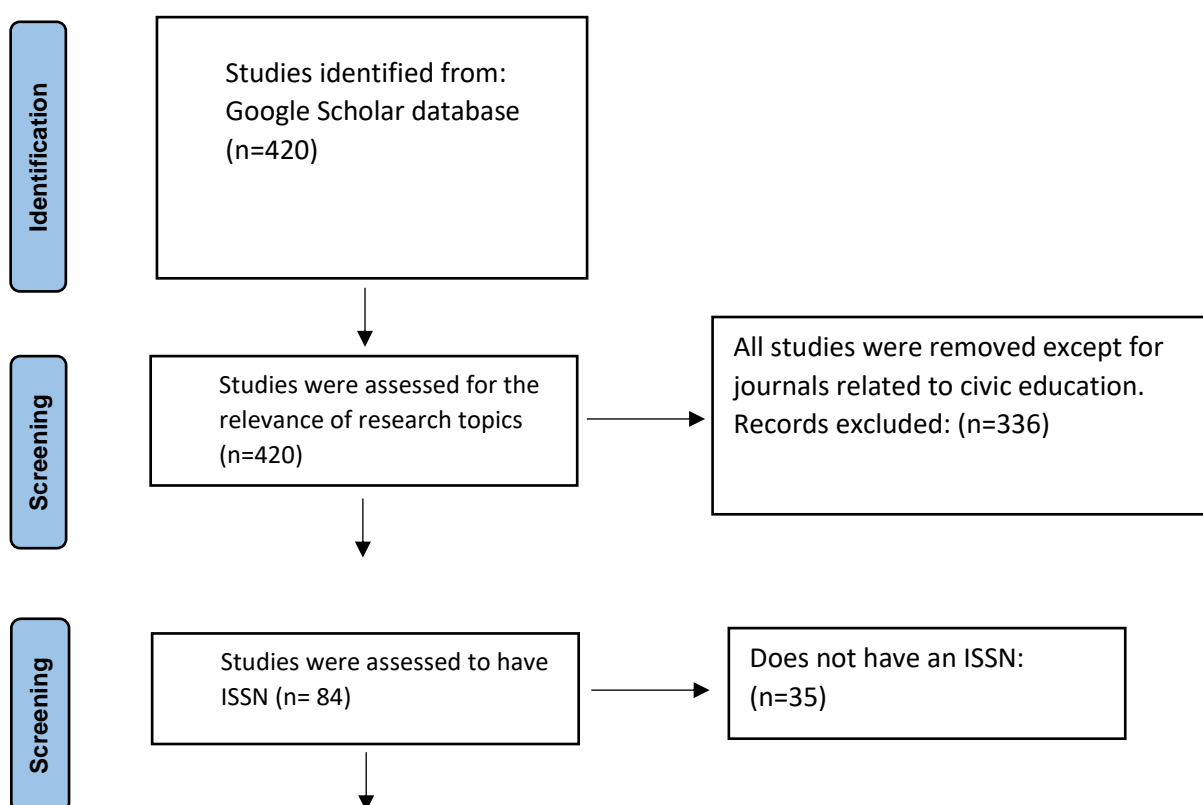 Identification
Studies identified from:
Google Scholar database
(n=420)
Screening
Studies were assessed for the
relevance of research topics
(n=420)
All studies were removed except for
journals related to civic education.
Records excluded: (n=336)
Screening
Studies were assessed to have
ISSN (n= 84)
Does not have an ISSN:
(n=35)